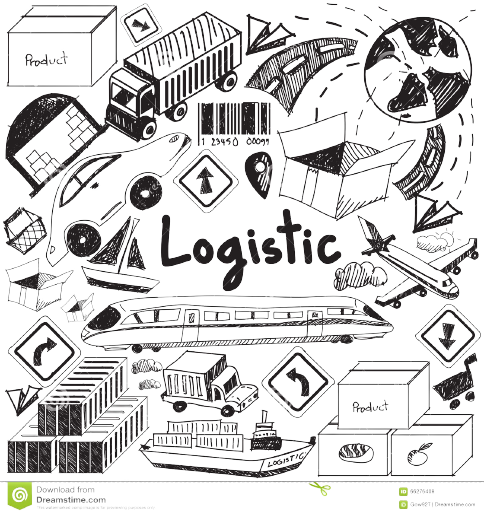 Product
1 23450 00099
Logistic
Product
LOGISTIC
Download from
Dreamstime.com